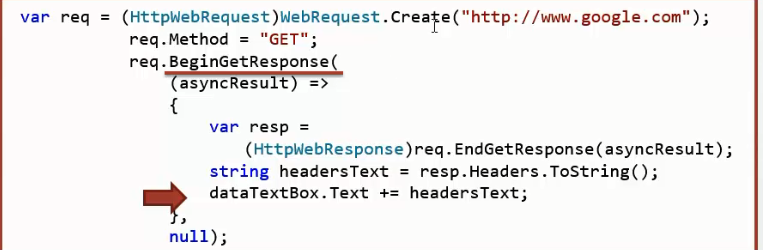 var req = (HttpWebRequest)WebRequest.Create("http://www.google.com");
req.Method = "GET";
req.BeginGetResponse(
(asyncResult) =>
{
var resp =
(HttpWebResponse)req.EndGetResponse(asyncResult);
string headersText = resp.Headers.ToString();
dataTextBox.Text += headersText;
},
null);